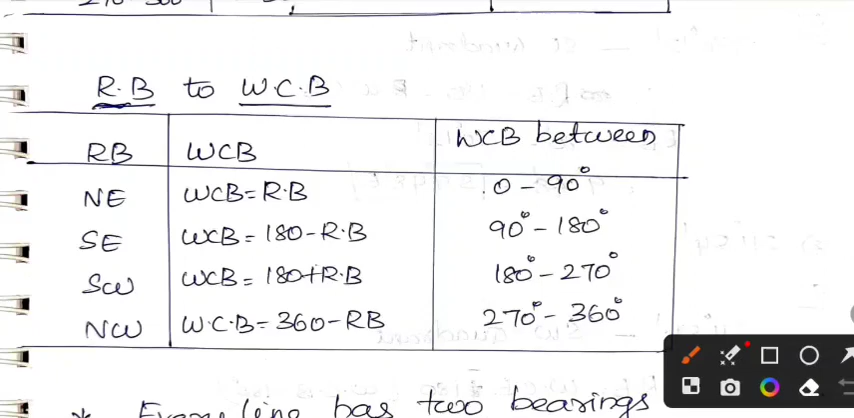 R.B to W.C.B
RB WCB WCB between
NE WCB=R.B 0-90°
SE WCB=180-R.B 90°-180°
SW WCB=180+R.B 180°-270°
NW W.C.B=360-RB 270°-360°
* Every line has two bearings